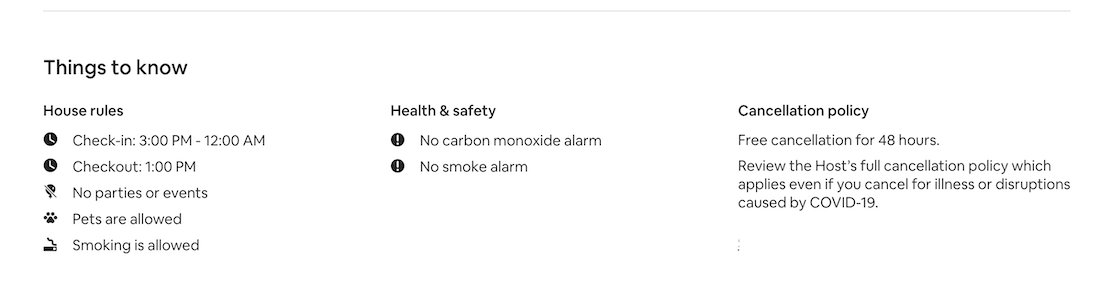 Things to know
House rules
Check-in: 3:00 PM - 12:00 AM
Checkout: 1:00 PM
No parties or events
Pets are allowed
Smoking is allowed
Health & safety
No carbon monoxide alarm
No smoke alarm
Cancellation policy
Free cancellation for 48 hours.
Review the Host’s full cancellation policy which
applies even if you cancel for illness or disruptions
caused by COVID-19.